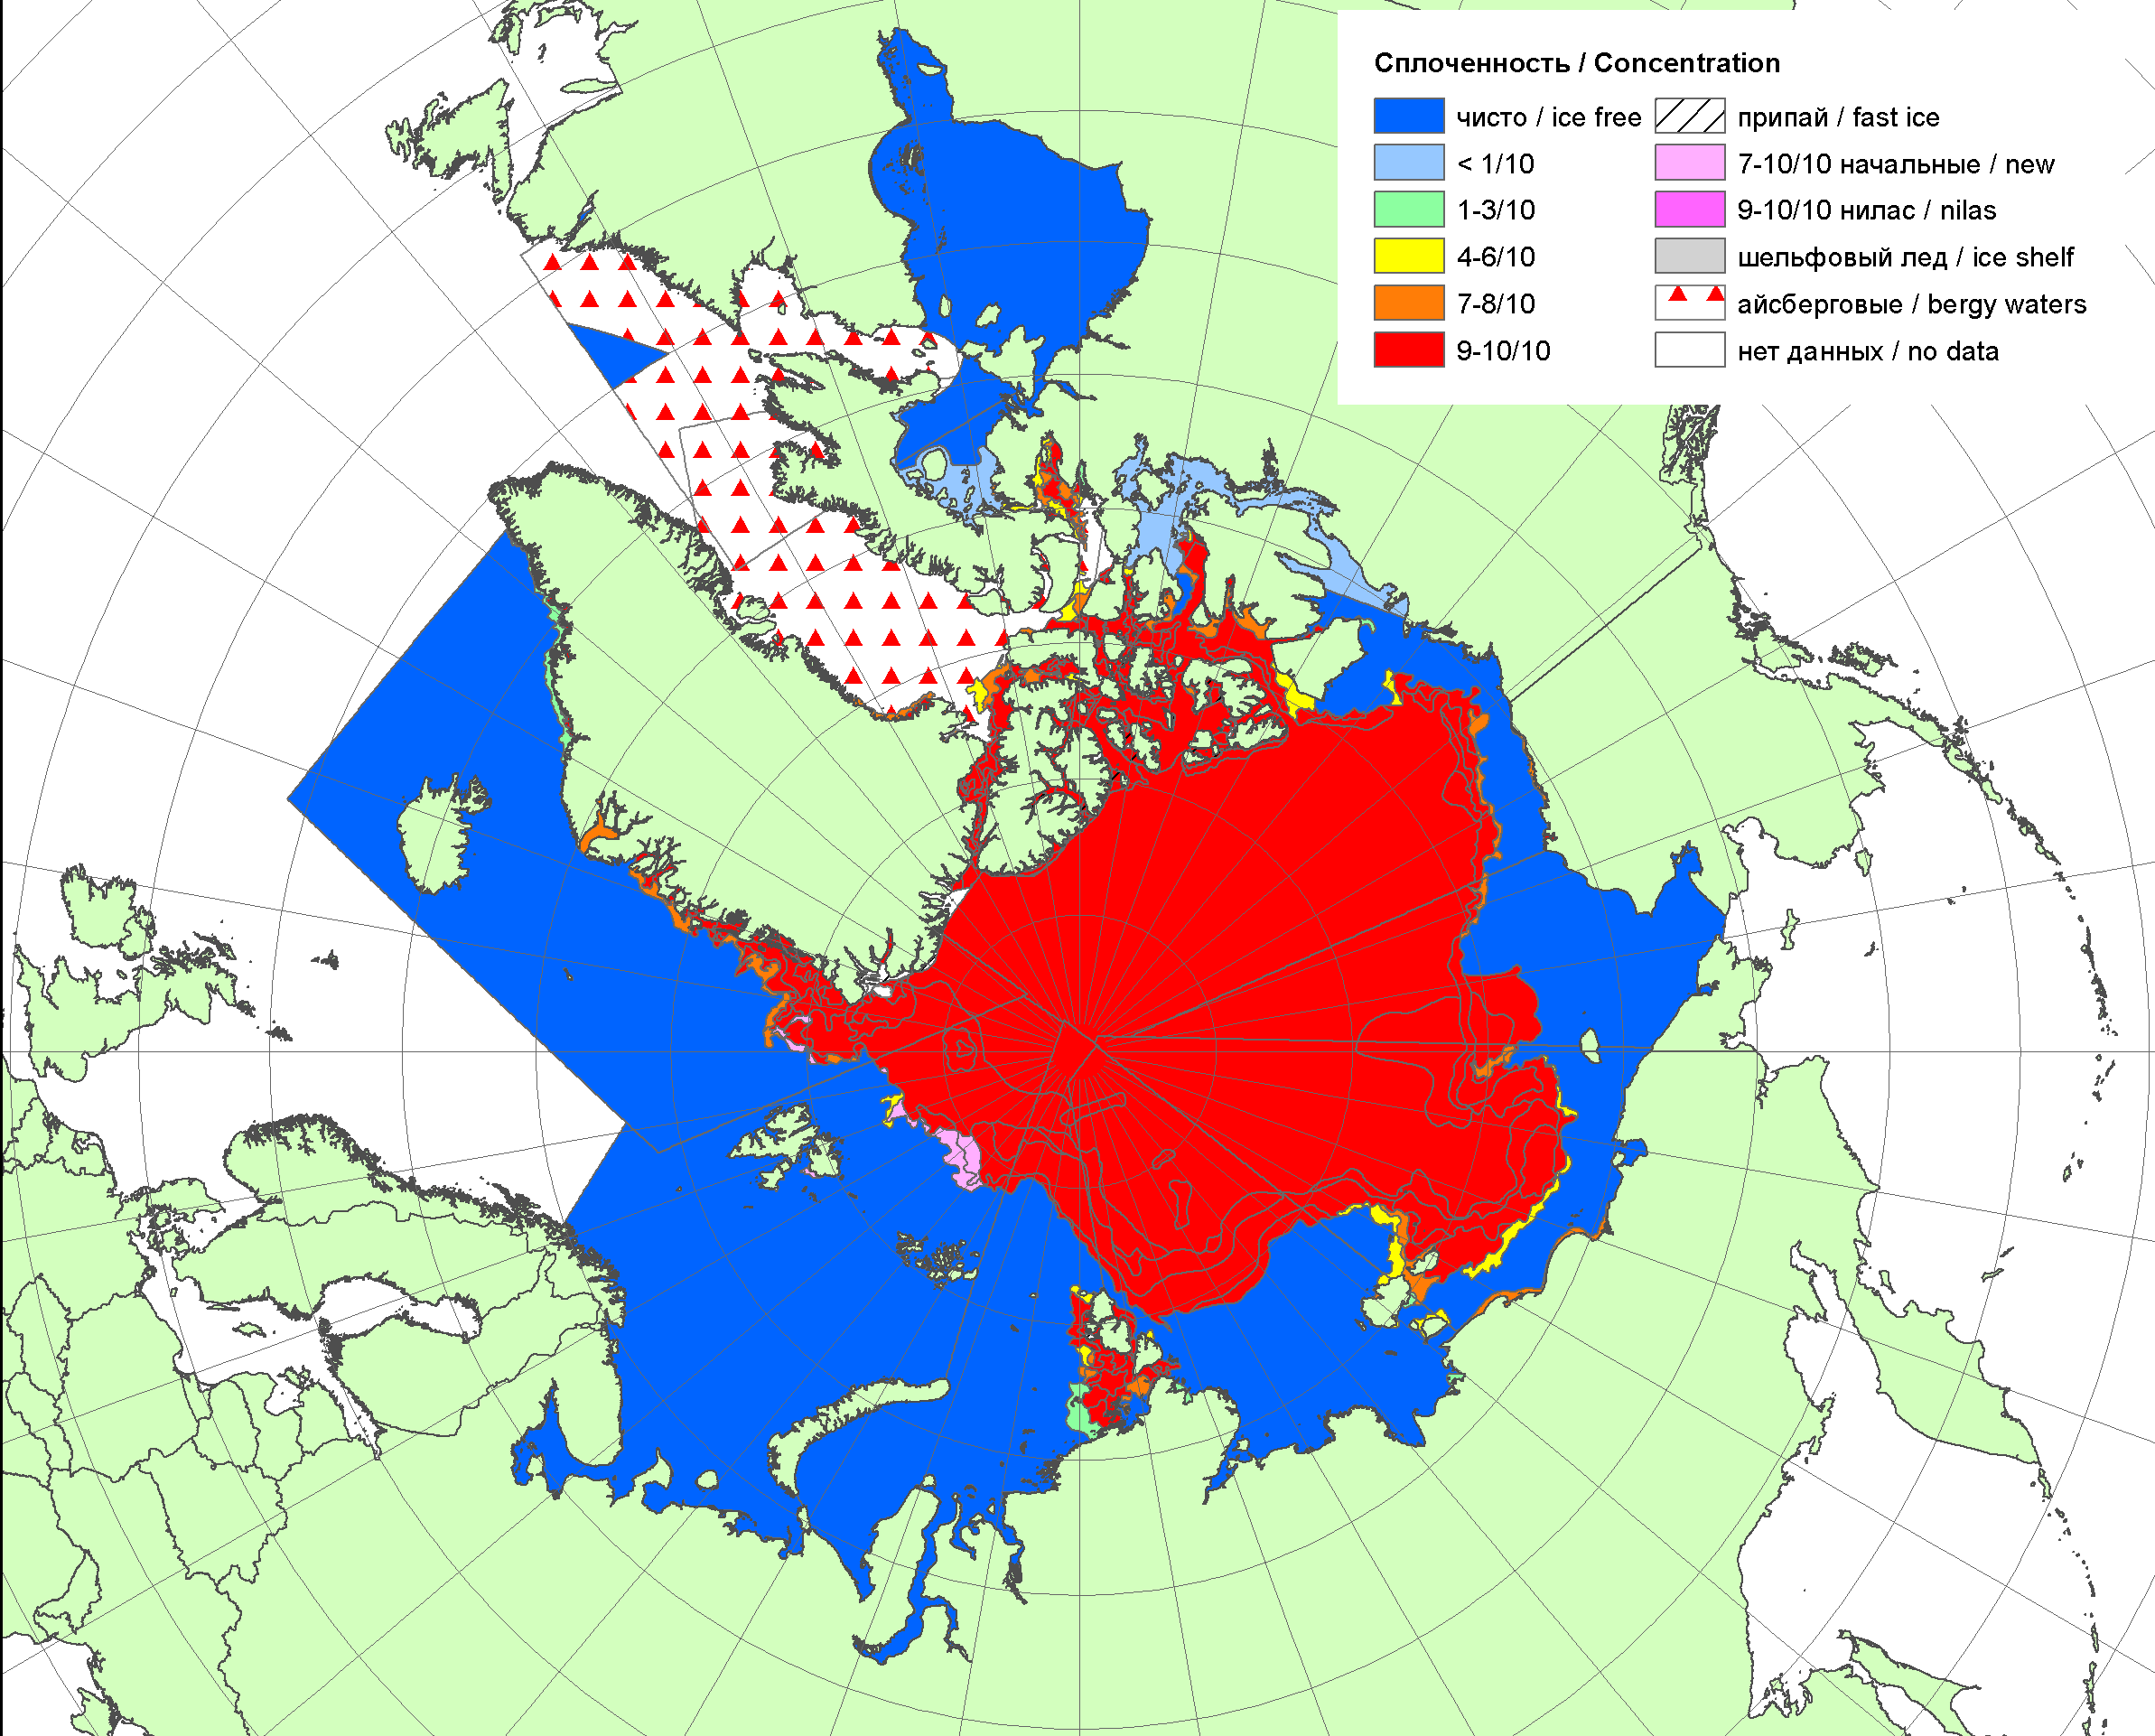 Сплоченность / Concentration
чисто / ice free
< 1/10
1-3/10
4-6/10
7-8/10
9-10/10
припай / fast ice
7-10/10 начальные / new
9-10/10 нилас / nilas
шельфовый лед / ice shelf
айсберговые / bergy waters
нет данных / no data